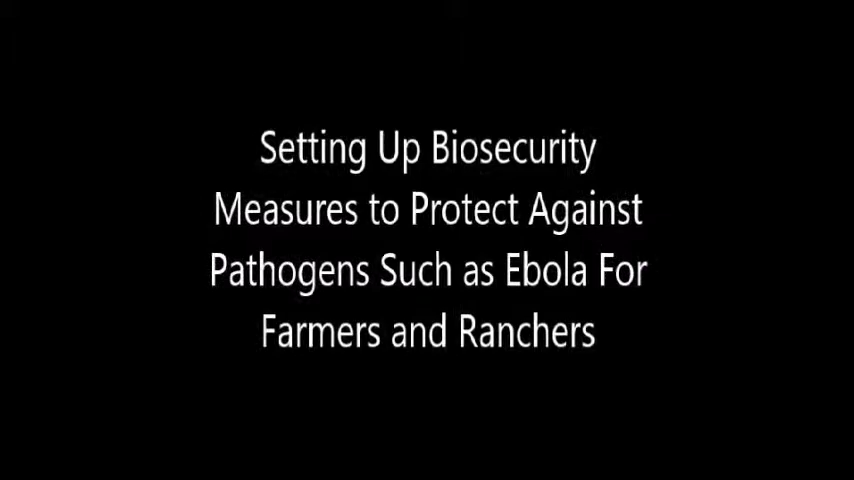 Setting Up Biosecurity
Measures to Protect Against
Pathogens Such as Ebola For
Farmers and Ranchers